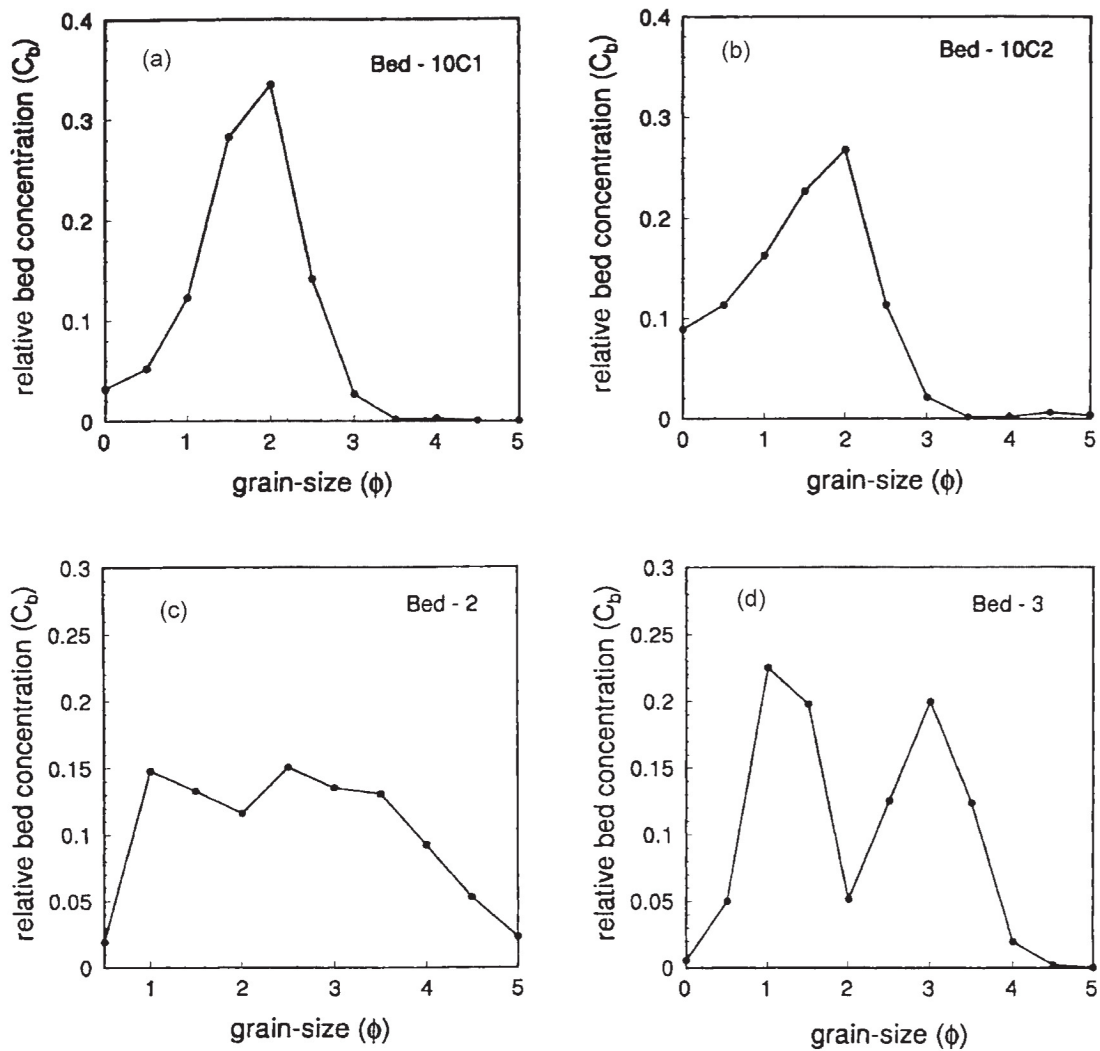 (a)
Bed - 10C1
relative bed concentration (C_b)
0.4
0.3
0.2
0.1
0
0 1 2 3 4 5
grain-size (ϕ)
(b)
Bed - 10C2
relative bed concentration (C_b)
0.4
0.3
0.2
0.1
0
0 1 2 3 4 5
grain-size (ϕ)
(c)
Bed - 2
relative bed concentration (C_b)
0.3
0.25
0.2
0.15
0.1
0.05
0
1 2 3 4 5
grain-size (ϕ)
(d)
Bed - 3
relative bed concentration (C_b)
0.3
0.25
0.2
0.15
0.1
0.05
0
0 1 2 3 4 5
grain-size (ϕ)